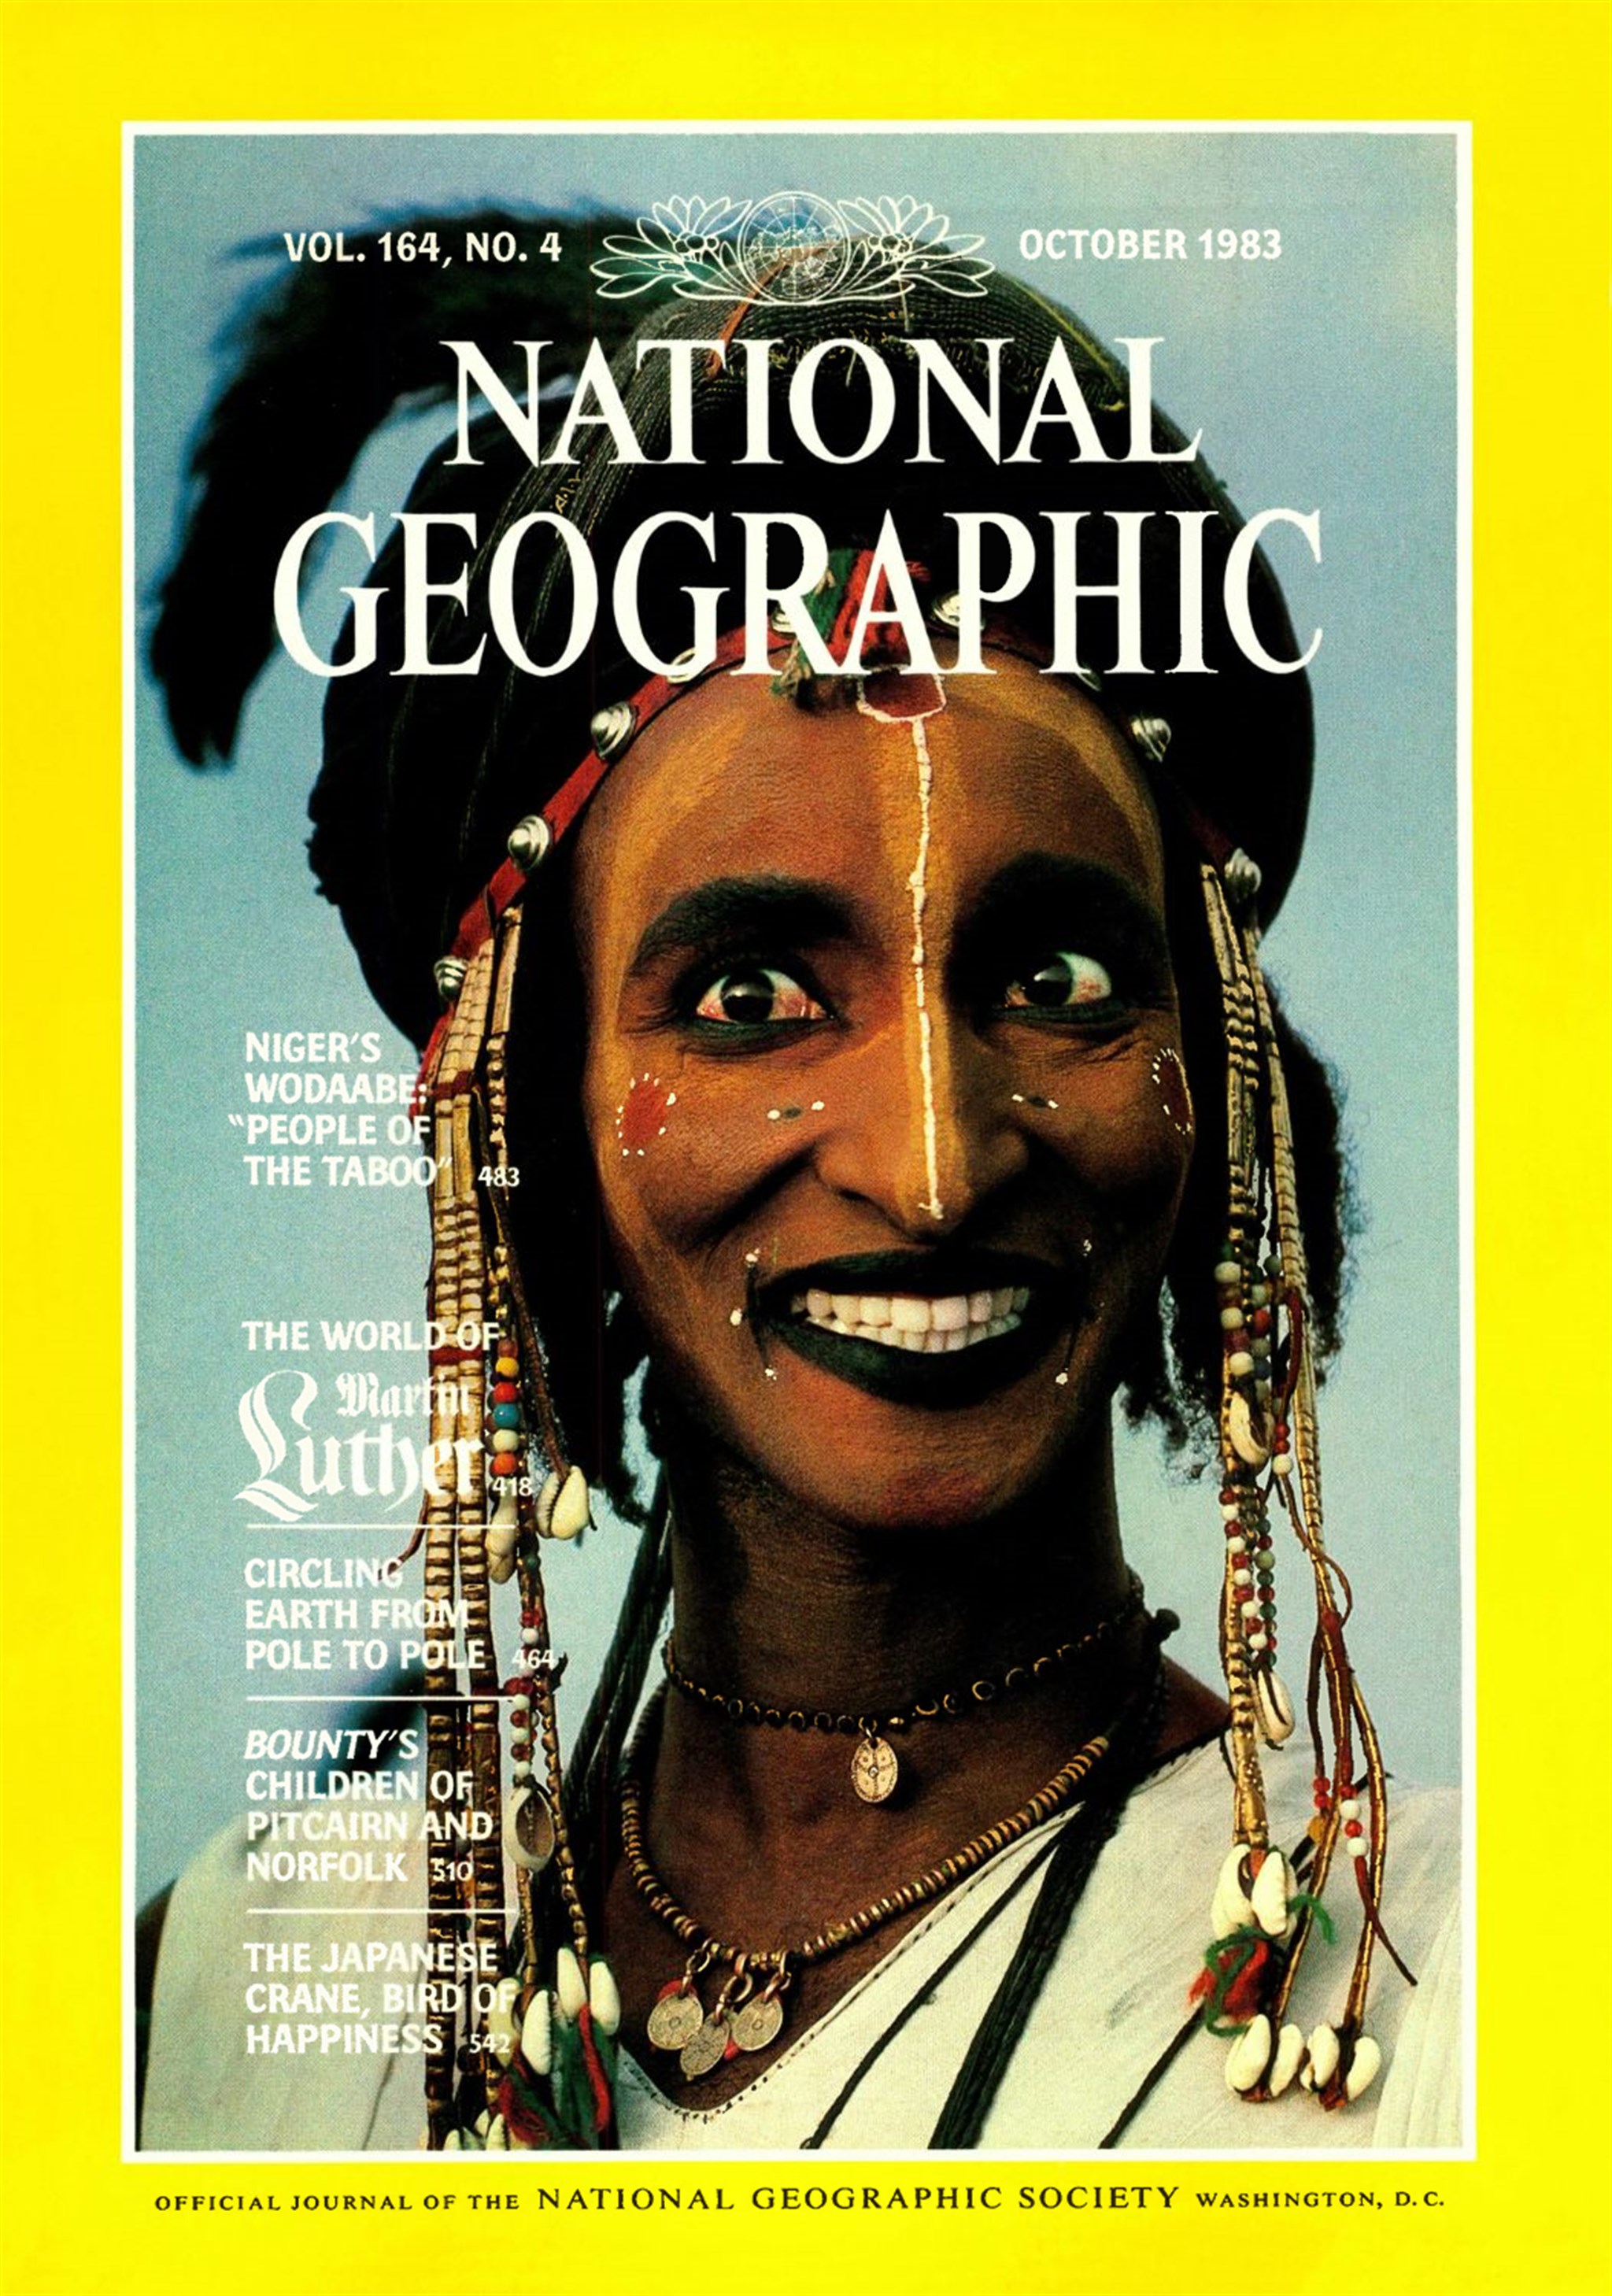 VOL. 164, NO. 4
OCTOBER 1983
NATIONAL
GEOGRAPHIC
NIGER'S
WODAABE:
"PEOPLE OF
THE TABOO" 483
THE WORLD OF
Martin
Luther 418
CIRCLING
EARTH FROM
POLE TO POLE 464
BOUNTY'S
CHILDREN OF
PITCAIRN AND
NORFOLK 510
THE JAPANESE
CRANE, BIRD OF
HAPPINESS 542
OFFICIAL JOURNAL OF THE NATIONAL GEOGRAPHIC SOCIETY WASHINGTON, D.C.